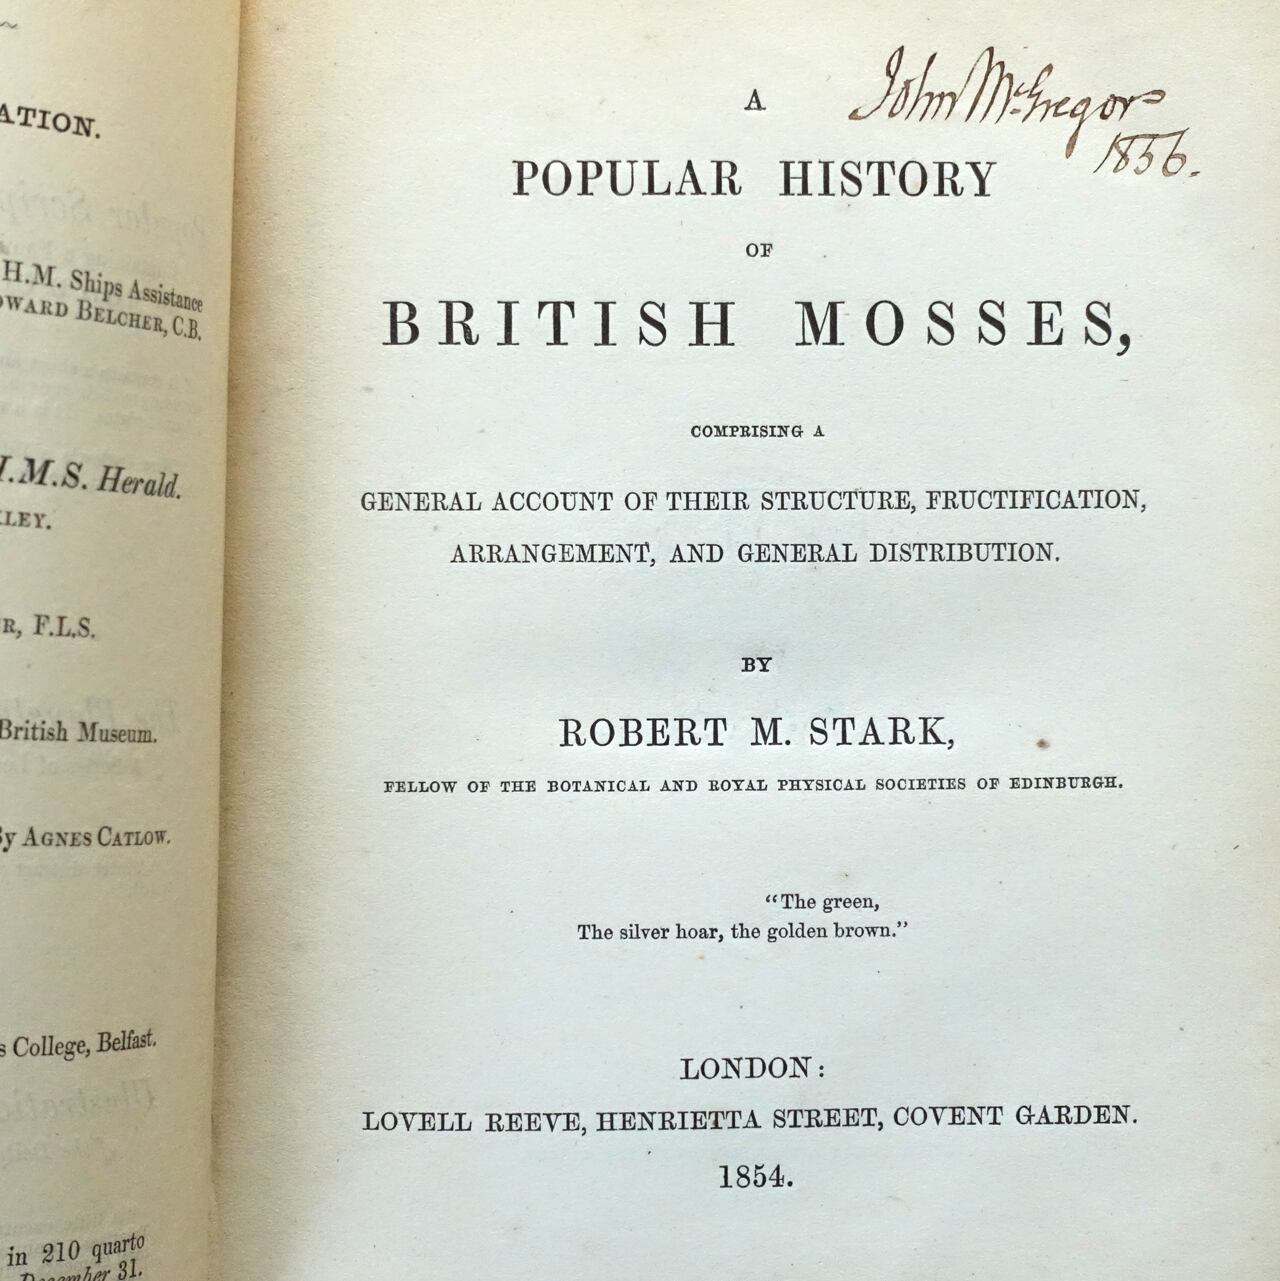 ATION.
H.M. Ships Assistance
BELCHER, C.B.
H.M.S. Herald.
F.L.S.
British Museum.
By AGNES CATLOW.
College, Belfast.
in 210 quarto
December 31.
John McGregor
1856.
A
POPULAR HISTORY
OF
BRITISH MOSSES,
COMPRISING A
GENERAL ACCOUNT OF THEIR STRUCTURE, FRUCTIFICATION,
ARRANGEMENT, AND GENERAL DISTRIBUTION.
BY
ROBERT M. STARK,
FELLOW OF THE BOTANICAL AND ROYAL PHYSICAL SOCIETIES OF EDINBURGH.
“The green,
The silver hoar, the golden brown.”
LONDON:
LOVELL REEVE, HENRIETTA STREET, COVENT GARDEN.
1854.